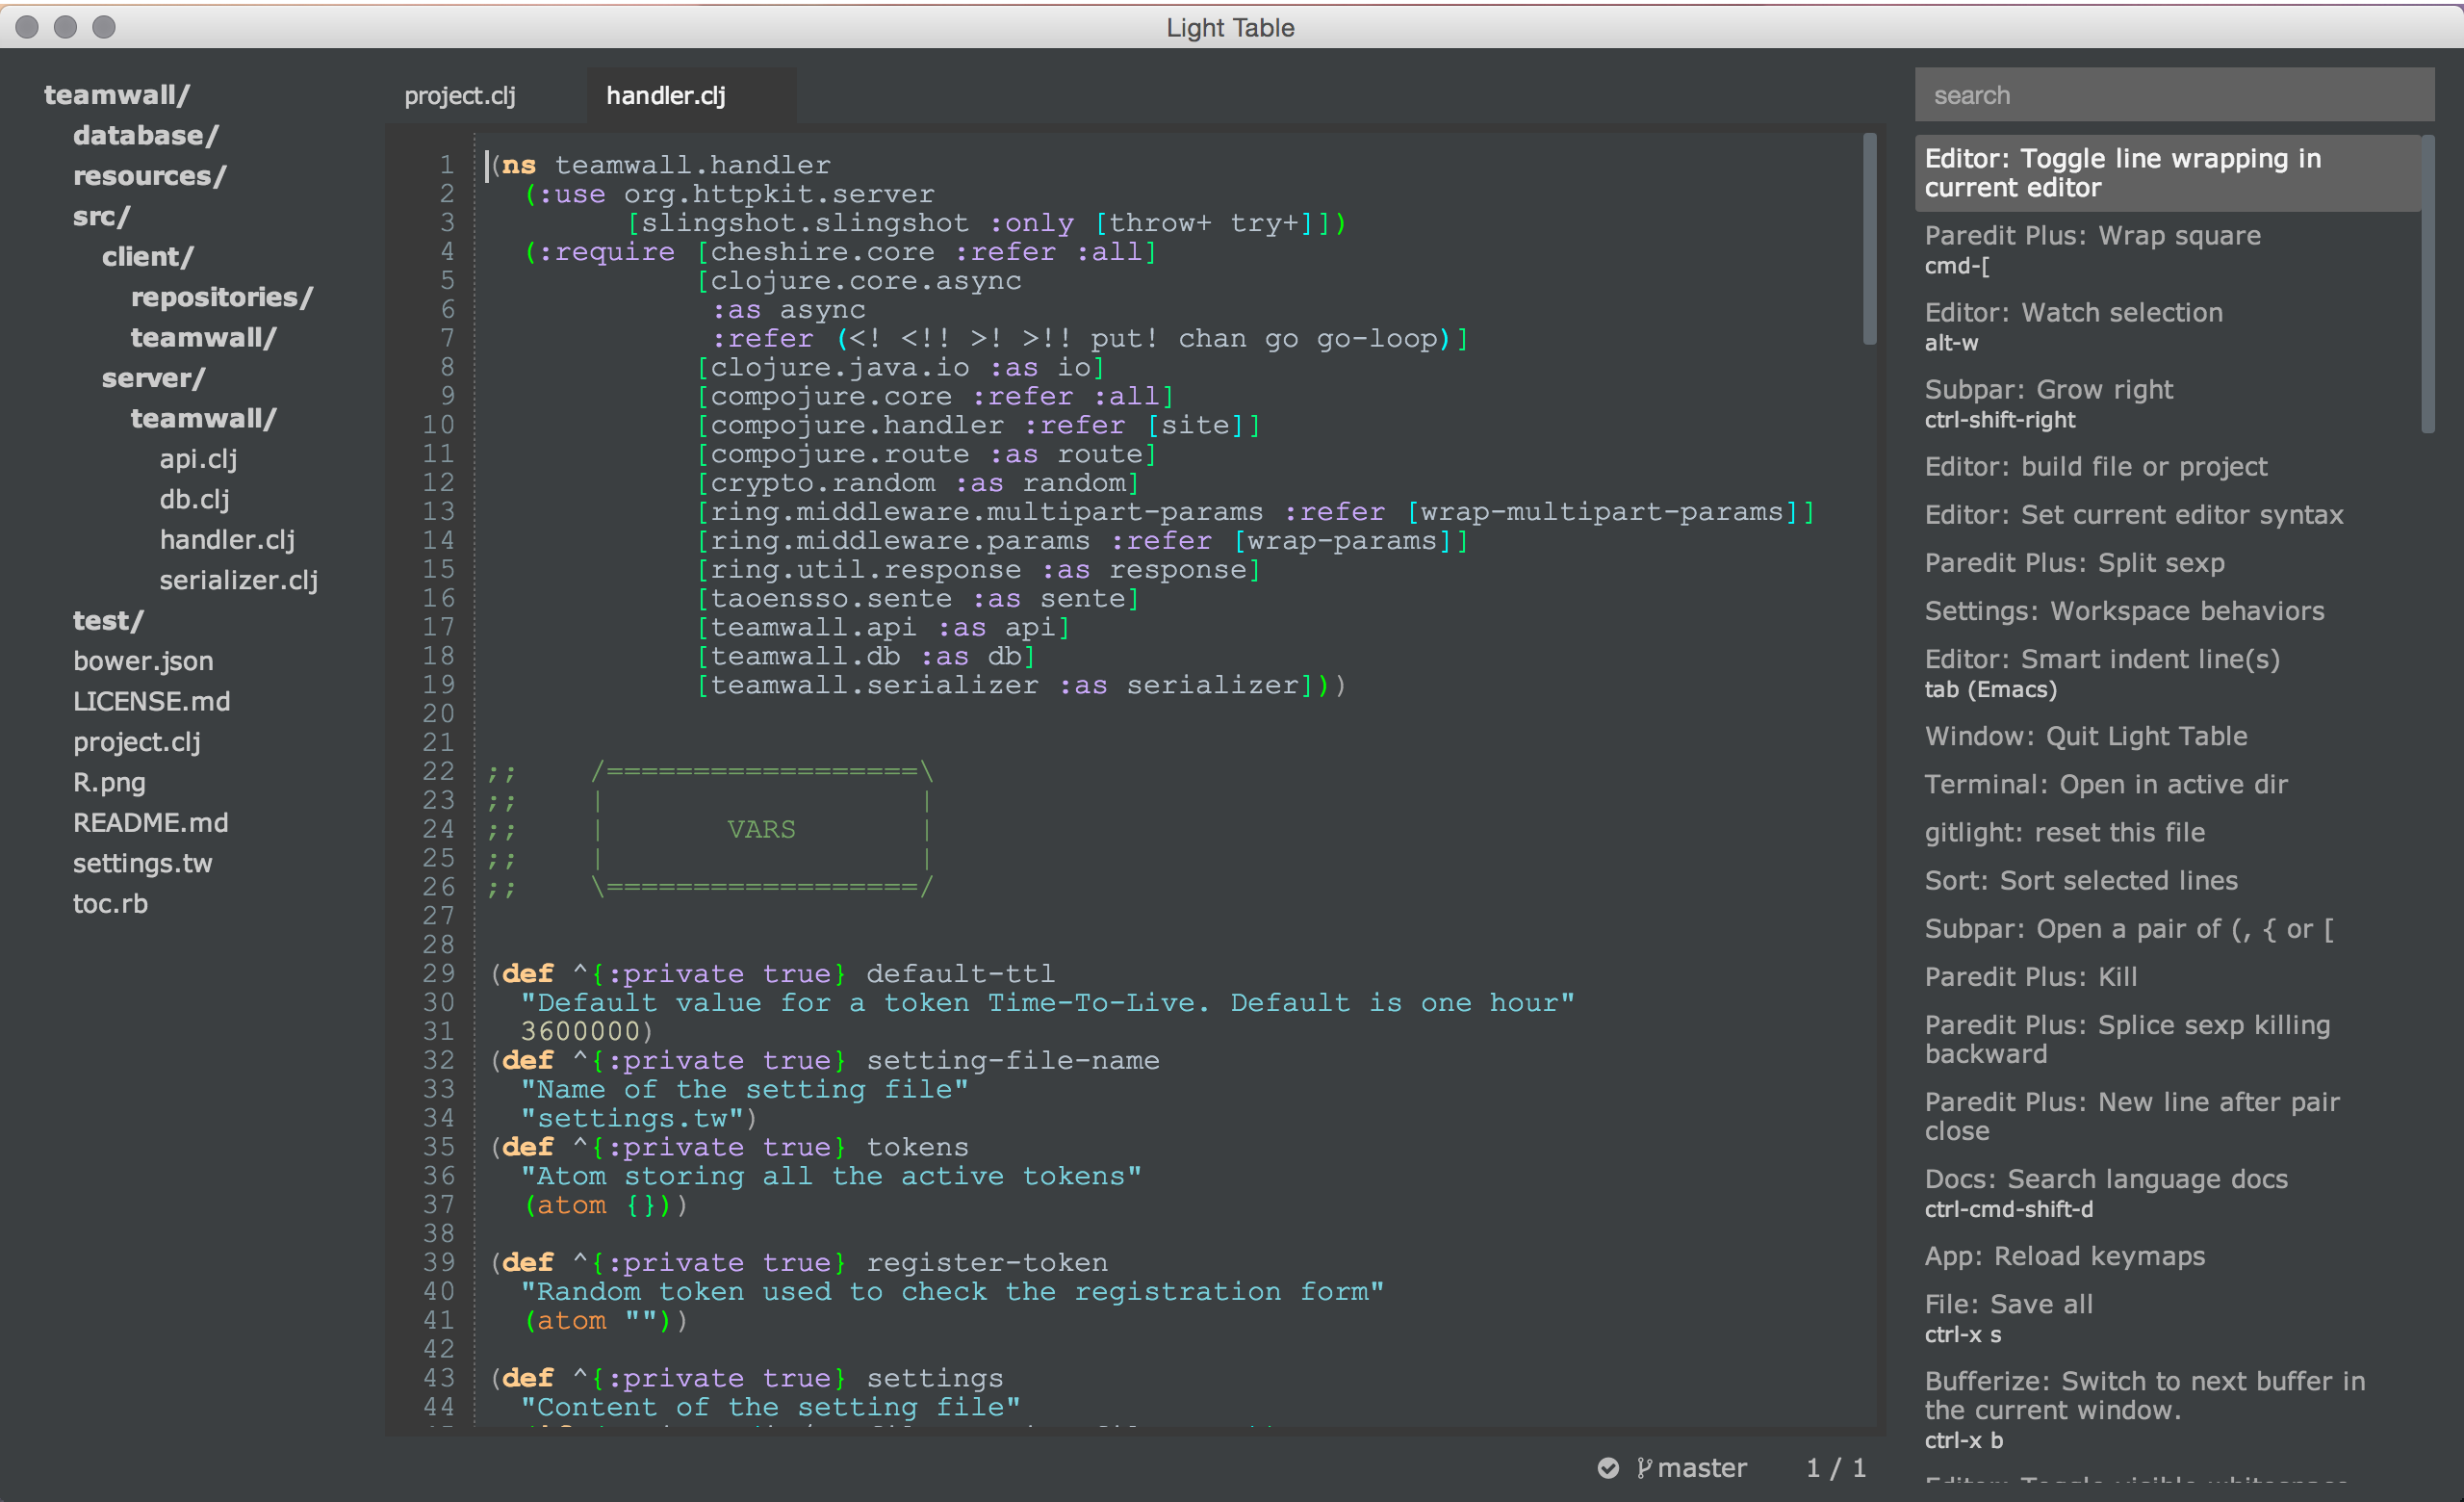 Light Table
teamwall/
database/
resources/
src/
client/
repositories/
teamwall/
server/
teamwall/
api.clj
db.clj
handler.clj
serializer.clj
test/
bower.json
LICENSE.md
project.clj
R.png
README.md
settings.tw
toc.rb
project.clj handler.clj
1 (ns teamwall.handler
2 (:use org.httpkit.server
3 [slingshot.slingshot :only [throw+ try+]])
4 (:require [cheshire.core :refer :all]
5 [clojure.core.async
6 :as async
7 :refer (<! <!! >! >!! put! chan go go-loop)]
8 [clojure.java.io :as io]
9 [compojure.core :refer :all]
10 [compojure.handler :refer [site]]
11 [compojure.route :as route]
12 [crypto.random :as random]
13 [ring.middleware.multipart-params :refer [wrap-multipart-params]]
14 [ring.middleware.params :refer [wrap-params]]
15 [ring.util.response :as response]
16 [taoensso.sente :as sente]
17 [teamwall.api :as api]
18 [teamwall.db :as db]
19 [teamwall.serializer :as serializer]))
20
21
22 ;; /==================\
23 ;; | |
24 ;; | VARS |
25 ;; | |
26 ;; \==================/
27
28
29 (def ^{:private true} default-ttl
30 "Default value for a token Time-To-Live. Default is one hour"
31 3600000)
32 (def ^{:private true} setting-file-name
33 "Name of the setting file"
34 "settings.tw")
35 (def ^{:private true} tokens
36 "Atom storing all the active tokens"
37 (atom {}))
38
39 (def ^{:private true} register-token
40 "Random token used to check the registration form"
41 (atom ""))
42
43 (def ^{:private true} settings
44 "Content of the setting file"
master 1 / 1
search
Editor: Toggle line wrapping in
current editor
Paredit Plus: Wrap square
cmd-[
Editor: Watch selection
alt-w
Subpar: Grow right
ctrl-shift-right
Editor: build file or project
Editor: Set current editor syntax
Paredit Plus: Split sexp
Settings: Workspace behaviors
Editor: Smart indent line(s)
tab (Emacs)
Window: Quit Light Table
Terminal: Open in active dir
gitlight: reset this file
Sort: Sort selected lines
Subpar: Open a pair of (, { or [
Paredit Plus: Kill
Paredit Plus: Splice sexp killing
backward
Paredit Plus: New line after pair
close
Docs: Search language docs
ctrl-cmd-shift-d
App: Reload keymaps
File: Save all
ctrl-x s
Bufferize: Switch to next buffer in
the current window.
ctrl-x b
Editor: Toggle visible whitespace